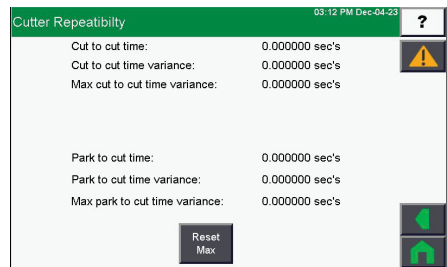 Cutter Repeatibilty
03:12 PM Dec-04-23
?
Cut to cut time: 0.000000 sec's
Cut to cut time variance: 0.000000 sec's
Max cut to cut time variance: 0.000000 sec's
Park to cut time: 0.000000 sec's
Park to cut time variance: 0.000000 sec's
Max park to cut time variance: 0.000000 sec's
Reset
Max